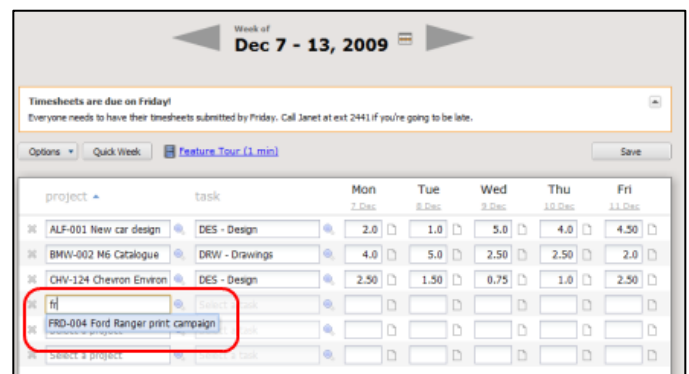 Week of
Dec 7 - 13, 2009
Timesheets are due on Friday!
Everyone needs to have their timesheets submitted by Friday. Call Janet at ext 2441 if you're going to be late.
Options Quick Week Feature Tour (1 min) Save
project task Mon Tue Wed Thu Fri
7 Dec 8 Dec 9 Dec 10 Dec 11 Dec
ALF-001 New car design DES - Design 2.0 1.0 5.0 4.0 4.50
BMW-002 M6 Catalogue DRW - Drawings 4.0 5.0 2.50 2.50 2.0
CHV-124 Chevron Environ DES - Design 2.50 1.50 0.75 1.0 2.50
fr Select a task
FRD-004 Ford Ranger print campaign
Select a project Select a task